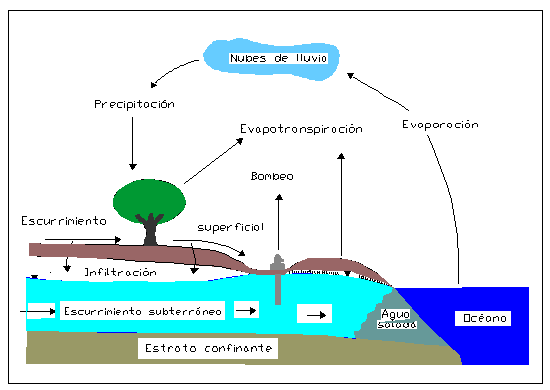 Nubes de lluvia
Precipitación
Evapotranspiración
Evaporación
Bombeo
Escurrimiento
superficial
Infiltración
Escurrimiento subterráneo
Agua
salada
Océano
Estrato confinante